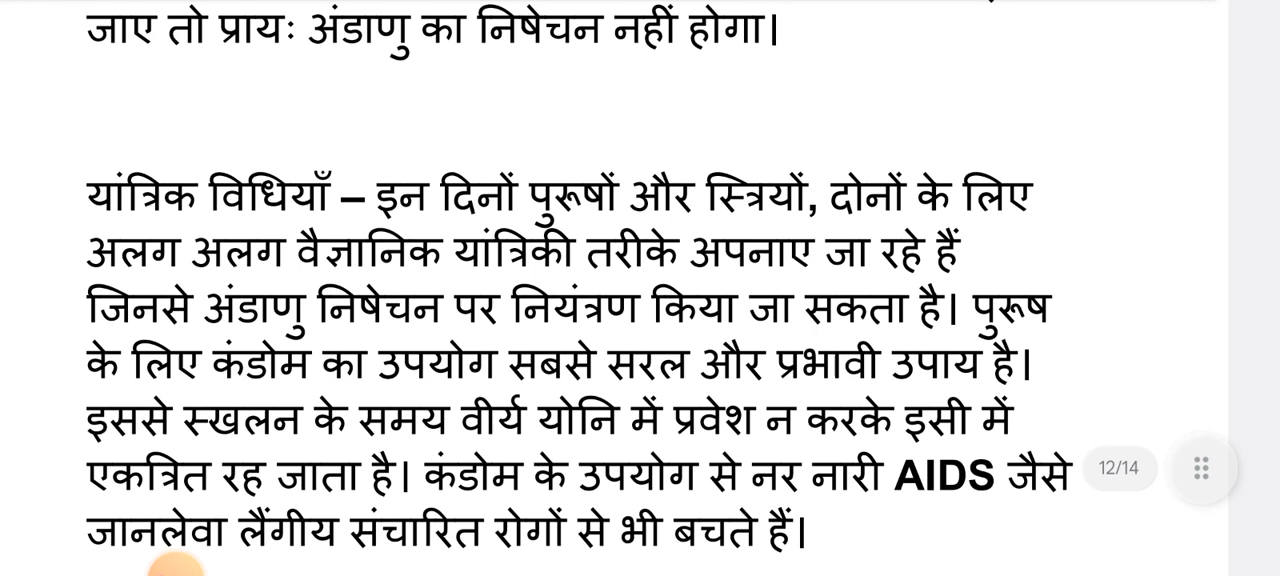 जाए तो प्रायः अंडाणु का निषेचन नहीं होगा।
यांत्रिक विधियाँ – इन दिनों पुरूषों और स्त्रियों, दोनों के लिए
अलग अलग वैज्ञानिक यांत्रिकी तरीके अपनाए जा रहे हैं
जिनसे अंडाणु निषेचन पर नियंत्रण किया जा सकता है। पुरूष
के लिए कंडोम का उपयोग सबसे सरल और प्रभावी उपाय है।
इससे स्खलन के समय वीर्य योनि में प्रवेश न करके इसी में
एकत्रित रह जाता है। कंडोम के उपयोग से नर नारी AIDS जैसे
12/14
जानलेवा लैंगीय संचारित रोगों से भी बचते हैं।